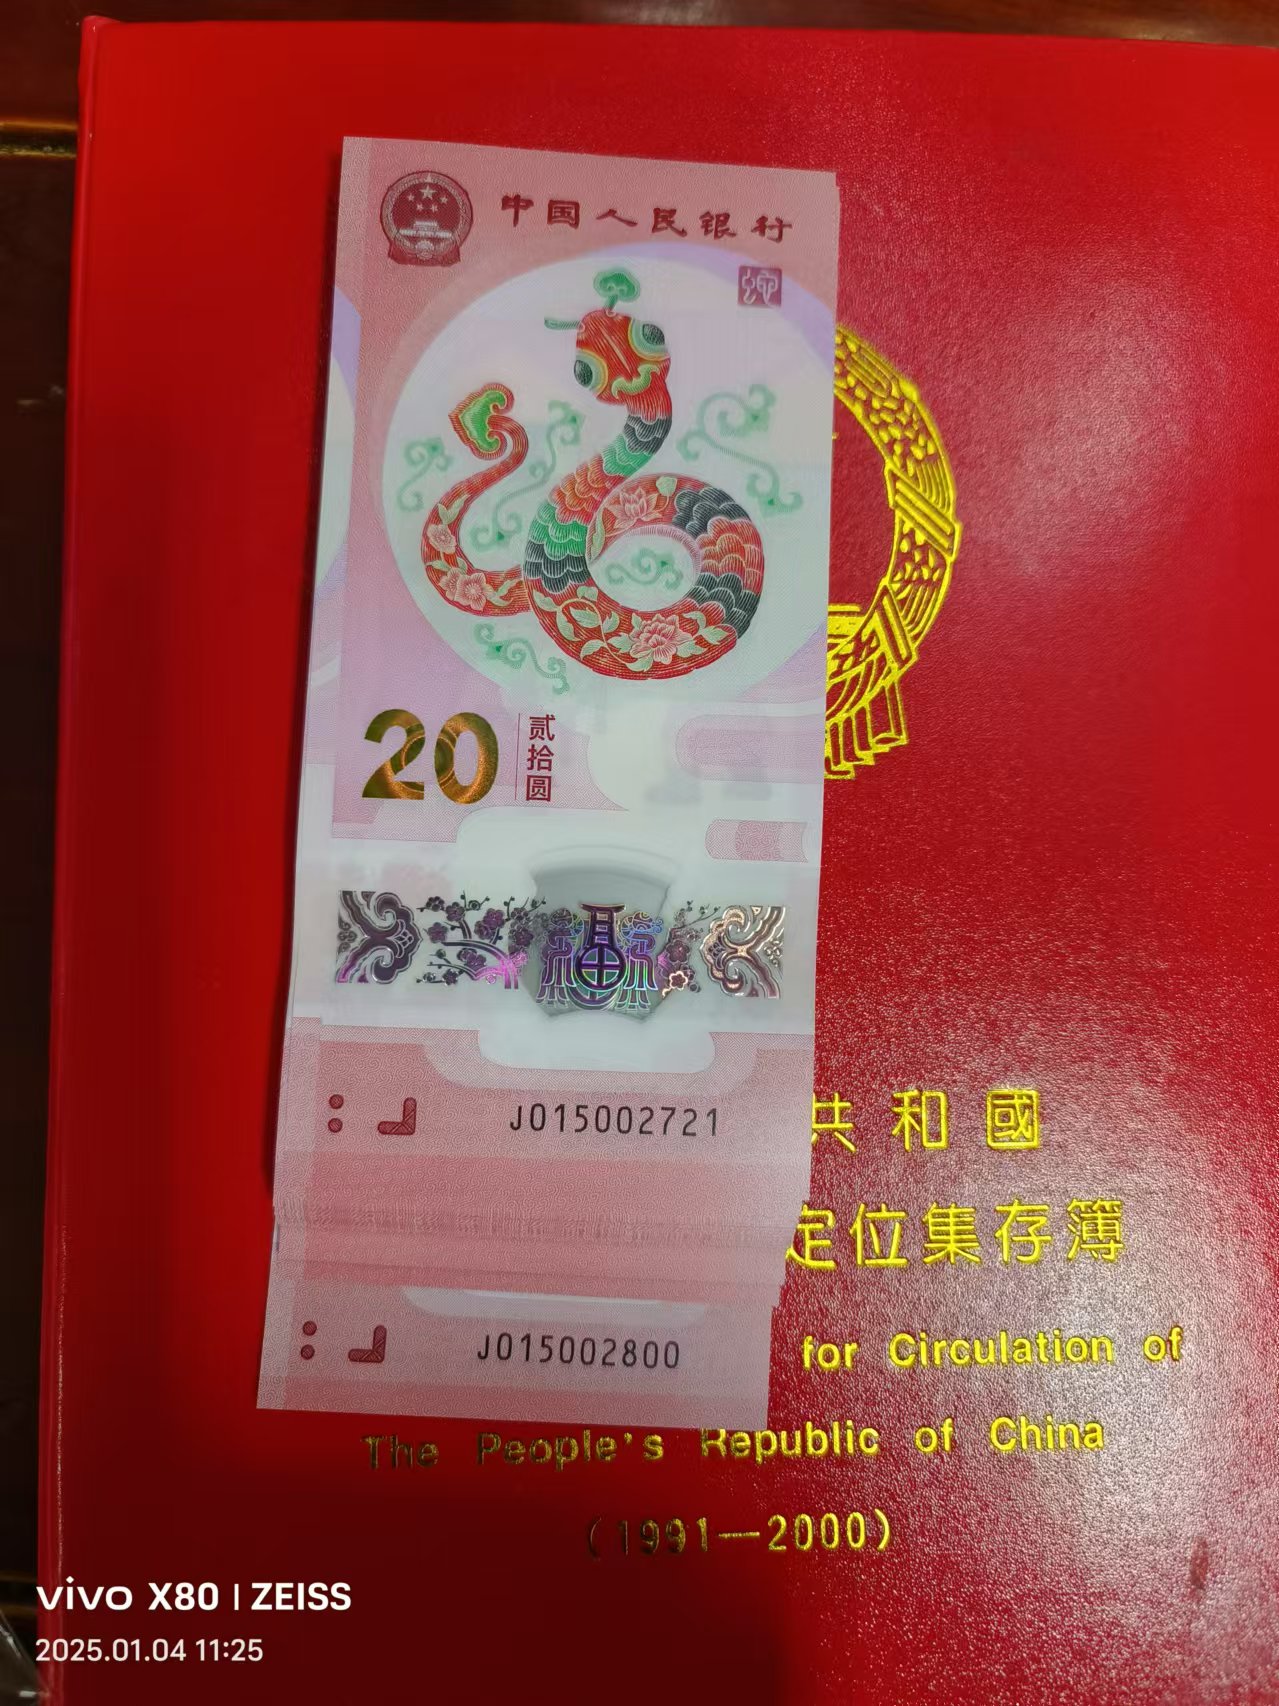 中国人民银行
蛇
20 贰拾圆
福
J015002721
J015002800
共和國
定位集存簿
for Circulation of
The People's Republic of China
(1991—2000)
vivo X80 | ZEISS
2025.01.04 11:25